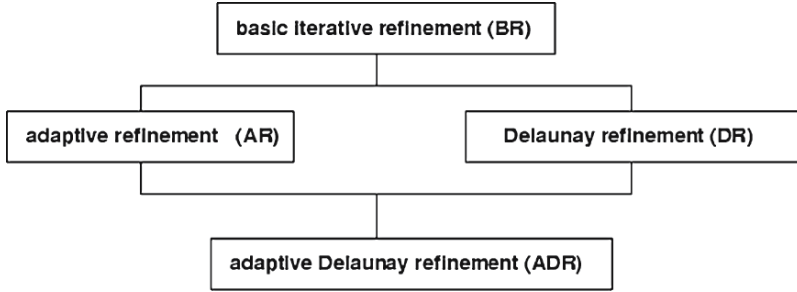 basic iterative refinement (BR)
adaptive refinement (AR)
Delaunay refinement (DR)
adaptive Delaunay refinement (ADR)